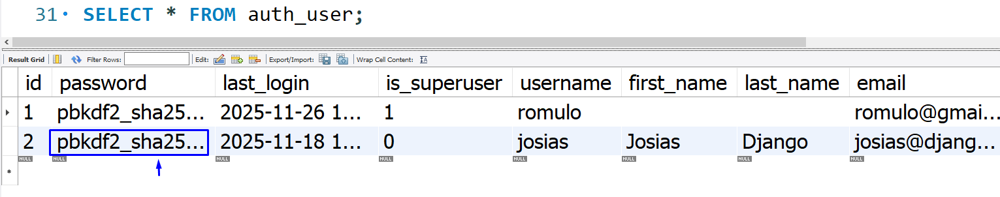 31 SELECT * FROM auth_user;
Result Grid Filter Rows: Edit: Export/Import: Wrap Cell Content: IA
id password last_login is_superuser username first_name last_name email
1 pbkdf2_sha25... 2025-11-26 1... 1 romulo romulo@gmai...
2 pbkdf2_sha25... 2025-11-18 1... 0 josias Josias Django josias@djang...
NULL NULL NULL NULL NULL NULL NULL NULL